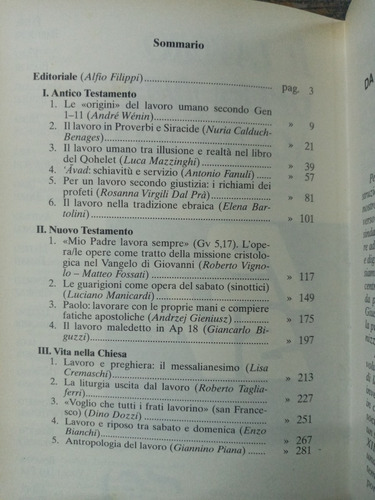 Sommario
Editoriale (Alfio Filippi) pag. 3
I. Antico Testamento
1. Le «origini» del lavoro umano secondo Gen
1–11 (André Wénin) » 9
2. Il lavoro in Proverbi e Siracide (Nuria Calduch-
Benages) » 21
3. Il lavoro umano tra illusione e realtà nel libro
del Qohelet (Luca Mazzinghi) » 39
4. ‘Āvad: schiavitù e servizio (Antonio Fanuli) » 57
5. Per un lavoro secondo giustizia: i richiami dei
profeti (Rosanna Virgili Dal Prà) » 81
6. Il lavoro nella tradizione ebraica (Elena Bar-
tolini) » 101
II. Nuovo Testamento
1. «Mio Padre lavora sempre» (Gv 5,17). L'ope-
ra/le opere come tratto della missione cristolo-
gica nel Vangelo di Giovanni (Roberto Vigno-
lo – Matteo Fossati) » 117
2. Le guarigioni come opera del sabato (sinottici)
(Luciano Manicardi) » 149
3. Paolo: lavorare con le proprie mani e compiere
fatiche apostoliche (Andrzej Gieniusz) » 175
4. Il lavoro maledetto in Ap 18 (Giancarlo Bi-
guzzi) » 197
III. Vita nella Chiesa
1. Lavoro e preghiera: il messalianesimo (Lisa
Cremaschi) » 213
2. La liturgia uscita dal lavoro (Roberto Taglia-
ferri) » 227
3. «Voglio che tutti i frati lavorino» (san France-
sco) (Dino Dozzi) » 251
4. Lavoro e riposo tra sabato e domenica (Enzo
Bianchi) » 267
5. Antropologia del lavoro (Giannino Piana) » 281
DA